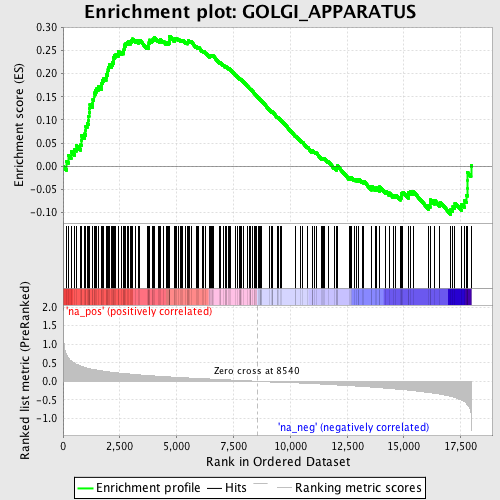 Enrichment plot: GOLGI_APPARATUS
Enrichment score (ES)
0.30
0.25
0.20
0.15
0.10
0.05
0.00
-0.05
-0.10
Ranked list metric (PreRanked)
2.0
1.5
1.0
0.5
0.0
-0.5
-1.0
'na_pos' (positively correlated)
Zero cross at 8540
'na_neg' (negatively correlated)
0
2,500
5,000
7,500
10,000
12,500
15,000
17,500
Rank in Ordered Dataset
Enrichment profile
Hits
Ranking metric scores